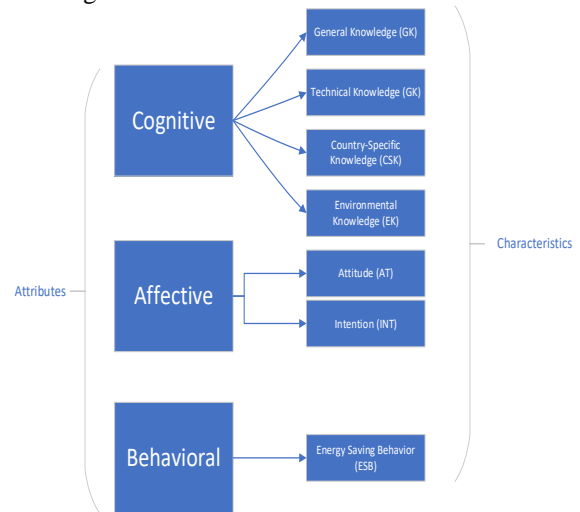 General Knowledge (GK)
Cognitive
Technical Knowledge (GK)
Country-Specific
Knowledge (CSK)
Environmental
Knowledge (EK)
Characteristics
Attributes
Affective
Attitude (AT)
Intention (INT)
Behavioral
Energy Saving Behavior
(ESB)